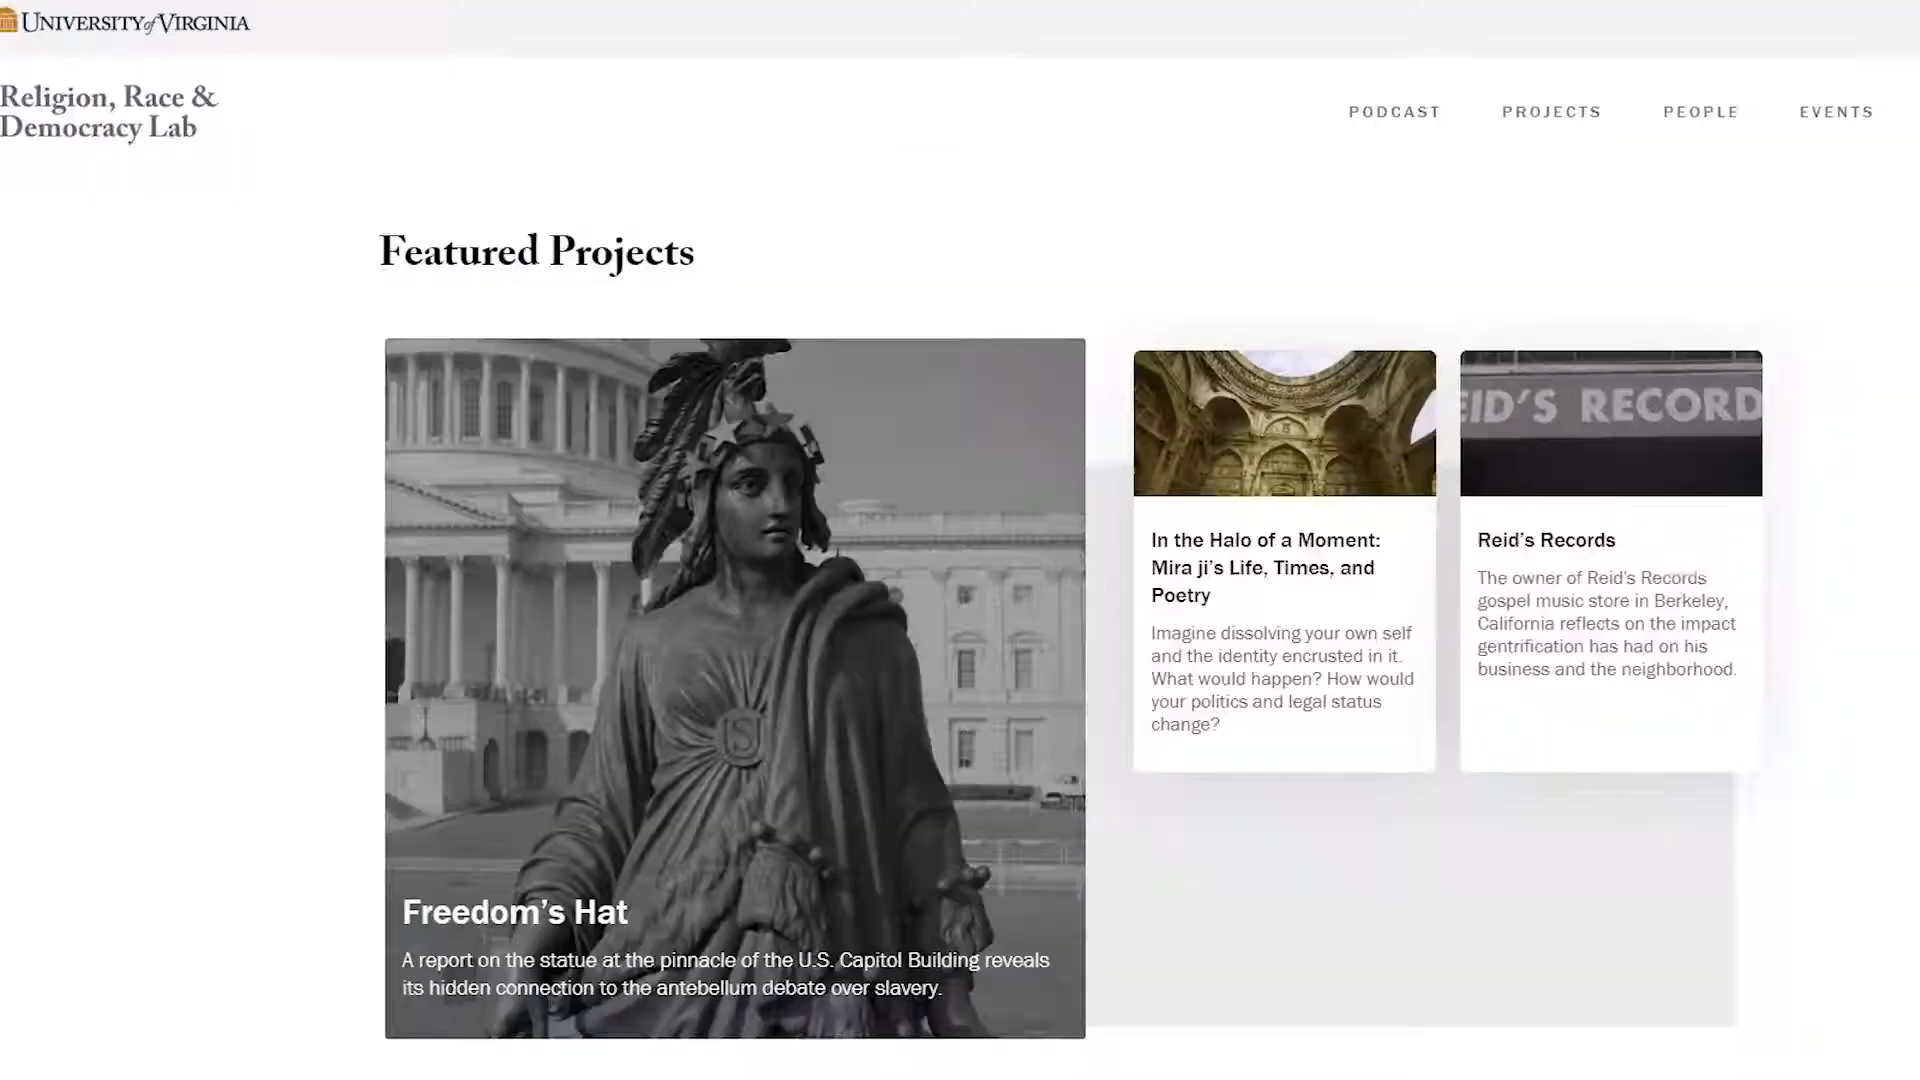 UNIVERSITY of VIRGINIA
Religion, Race &
Democracy Lab
PODCAST PROJECTS PEOPLE EVENTS
Featured Projects
Freedom’s Hat
A report on the statue at the pinnacle of the U.S. Capitol Building reveals
its hidden connection to the antebellum debate over slavery.
In the Halo of a Moment:
Mira ji’s Life, Times, and
Poetry
Imagine dissolving your own self
and the identity encrusted in it.
What would happen? How would
your politics and legal status
change?
EID’S RECORD
Reid’s Records
The owner of Reid’s Records
gospel music store in Berkeley,
California reflects on the impact
gentrification has had on his
business and the neighborhood.